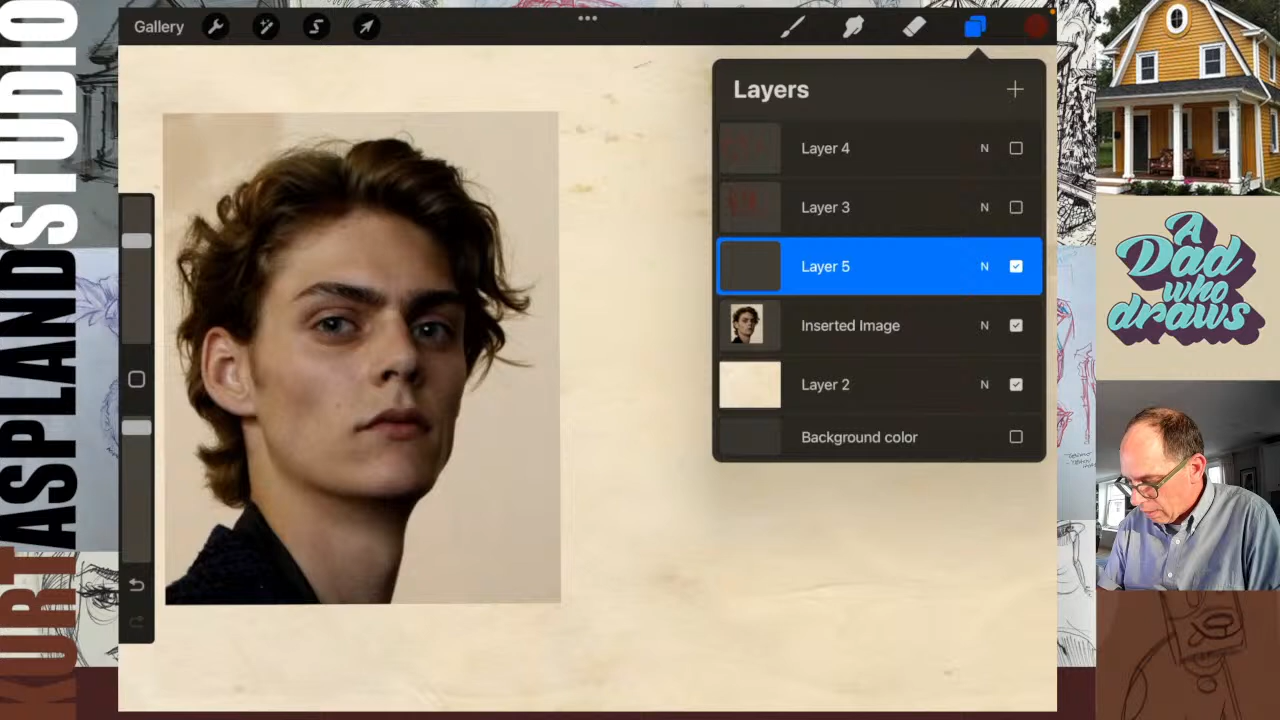 KURT ASPLAND STUDIO
Gallery
Layers
Layer 4
N
Layer 3
N
Layer 5
N
Inserted Image
N
Layer 2
N
Background color
A
Dad
who
draws